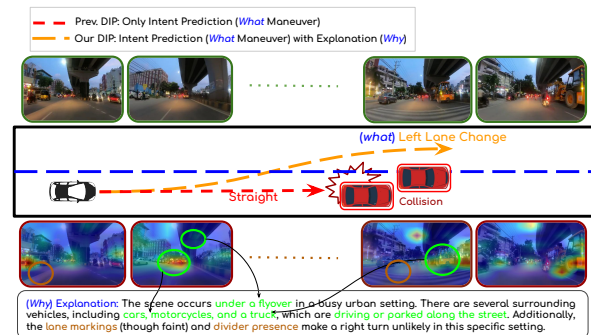 Prev. DIP: Only Intent Prediction (What Maneuver)
Our DIP: Intent Prediction (What Maneuver) with Explanation (Why)
(what) Left Lane Change
Straight
Collision
(Why) Explanation: The scene occurs under a flyover in a busy urban setting. There are several surrounding
vehicles, including cars, motorcycles, and a truck, which are driving or parked along the street. Additionally,
the lane markings (though faint) and divider presence make a right turn unlikely in this specific setting.